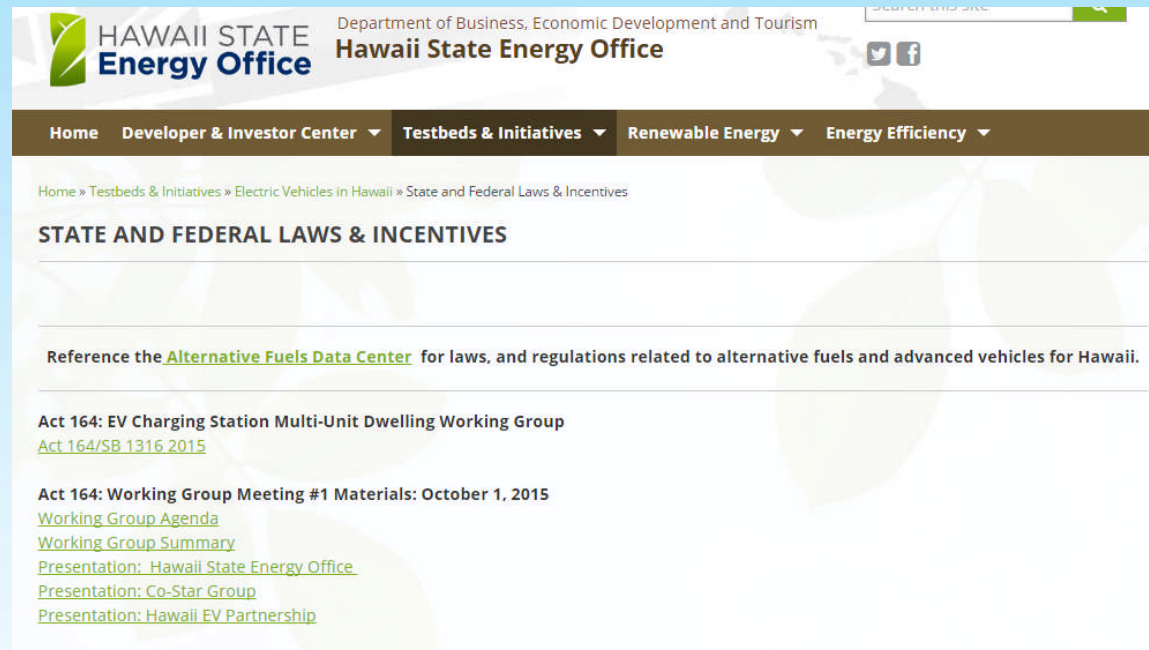 HAWAII STATE
Energy Office
Department of Business, Economic Development and Tourism
Hawaii State Energy Office
Search this site
Home Developer & Investor Center Testbeds & Initiatives Renewable Energy Energy Efficiency
Home » Testbeds & Initiatives » Electric Vehicles in Hawaii » State and Federal Laws & Incentives
STATE AND FEDERAL LAWS & INCENTIVES
Reference the Alternative Fuels Data Center for laws, and regulations related to alternative fuels and advanced vehicles for Hawaii.
Act 164: EV Charging Station Multi-Unit Dwelling Working Group
Act 164/SB 1316 2015
Act 164: Working Group Meeting #1 Materials: October 1, 2015
Working Group Agenda
Working Group Summary
Presentation: Hawaii State Energy Office
Presentation: Co-Star Group
Presentation: Hawaii EV Partnership